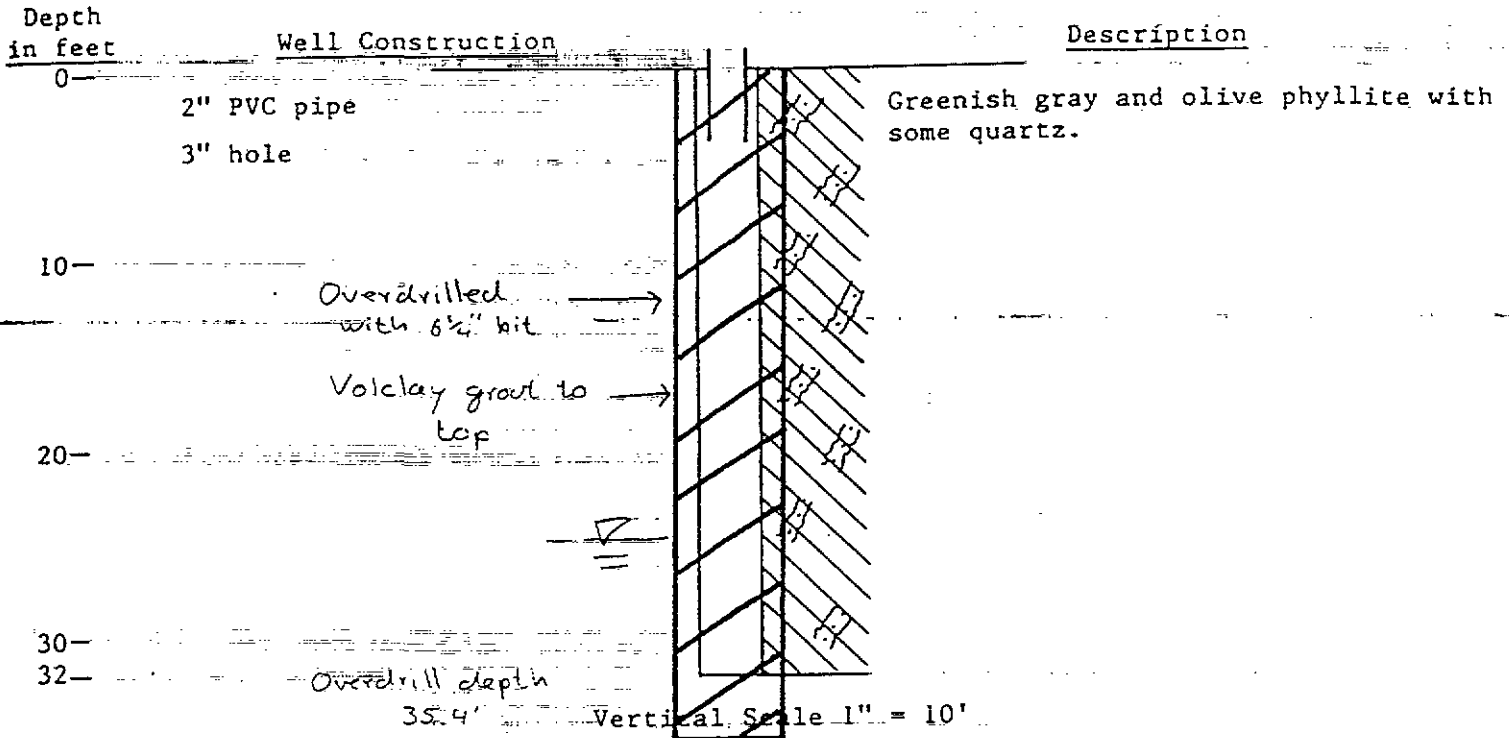 Depth
in feet
Well Construction
Description
0
2" PVC pipe
3" hole
Greenish gray and olive phyllite with
some quartz.
10
Overdrilled
with 6¼" bit
Volclay grout to
top
20
30
32
Overdrill depth
35.4'
Vertical Scale 1" = 10'